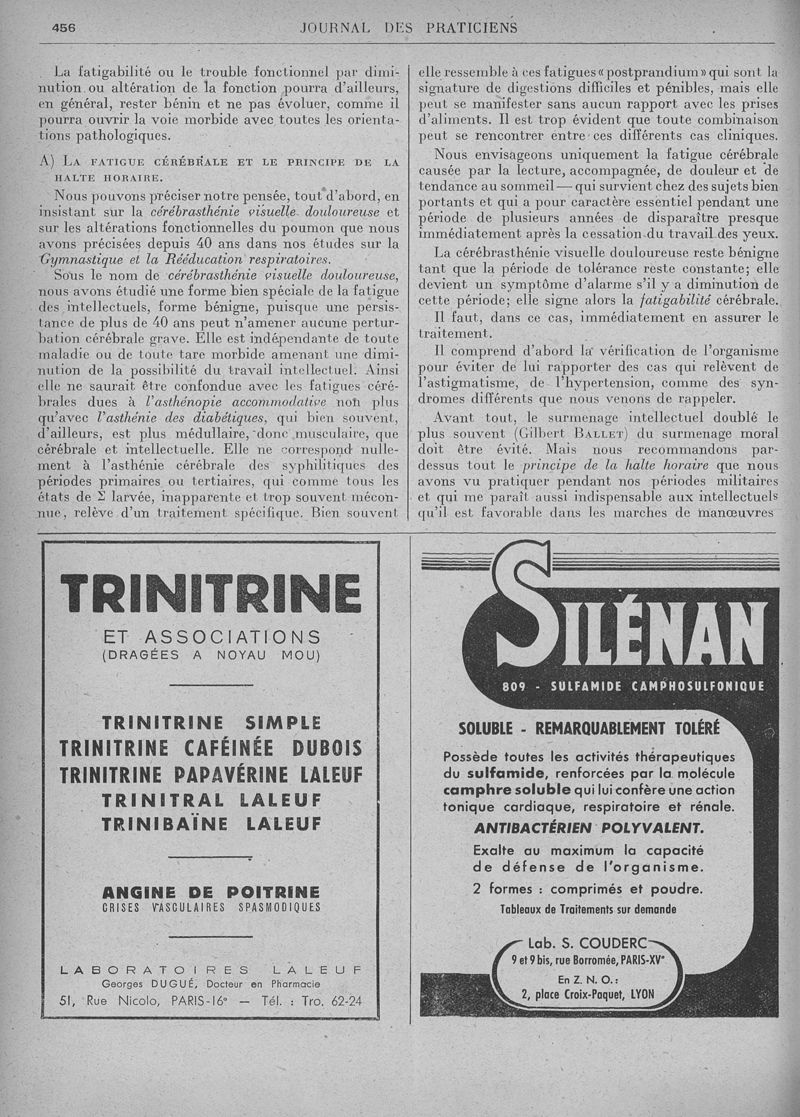 456
JOURNAL DES PRATICIENS
La fatigabilité ou le trouble fonctionnel par dimi-
nution ou altération de la fonction pourra d'ailleurs,
en général, rester bénin et ne pas évoluer, comme il
pourra ouvrir la voie morbide avec toutes les orienta-
tions pathologiques.
A) LA FATIGUE CÉRÉBRALE ET LE PRINCIPE DE LA
HALTE HORAIRE.
Nous pouvons préciser notre pensée, tout d'abord, en
insistant sur la cérébrasthénie visuelle douloureuse et
sur les altérations fonctionnelles du poumon que nous
avons précisées depuis 40 ans dans nos études sur la
Gymnastique et la Rééducation respiratoires.
Sous le nom de cérébrasthénie visuelle douloureuse,
nous avons étudié une forme bien spéciale de la fatigue
des intellectuels, forme bénigne, puisque une persis-
tance de plus de 40 ans peut n'amener aucune pertur-
bation cérébrale grave. Elle est indépendante de toute
maladie ou de toute tare morbide amenant une dimi-
nution de la possibilité du travail intellectuel. Ainsi
elle ne saurait être confondue avec les fatigues céré-
brales dues à l'asthénopie accommodative non plus
qu'avec l'asthénie des diabétiques, qui bien souvent,
d'ailleurs, est plus médullaire, donc musculaire, que
cérébrale et intellectuelle. Elle ne correspond nulle-
ment à l'asthénie cérébrale des syphilitiques des
périodes primaires ou tertiaires, qui comme tous les
états de Σ larvée, inapparente et trop souvent mécon-
nue, relève d'un traitement spécifique. Bien souvent
elle ressemble à ces fatigues « postprandium » qui sont la
signature de digestions difficiles et pénibles, mais elle
peut se manifester sans aucun rapport avec les prises
d'aliments. Il est trop évident que toute combinaison
peut se rencontrer entre ces différents cas cliniques.
Nous envisageons uniquement la fatigue cérébrale
causée par la lecture, accompagnée, de douleur et de
tendance au sommeil — qui survient chez des sujets bien
portants et qui a pour caractère essentiel pendant une
période de plusieurs années de disparaître presque
immédiatement après la cessation du travail des yeux.
La cérébrasthénie visuelle douloureuse reste bénigne
tant que la période de tolérance reste constante; elle
devient un symptôme d'alarme s'il y a diminution de
cette période; elle signe alors la fatigabilité cérébrale.
Il faut, dans ce cas, immédiatement en assurer le
traitement.
Il comprend d'abord la vérification de l'organisme
pour éviter de lui rapporter des cas qui relèvent de
l'astigmatisme, de l'hypertension, comme des syn-
dromes différents que nous venons de rappeler.
Avant tout, le surmenage intellectuel doublé le
plus souvent (Gilbert BALLET) du surmenage moral
doit être évité. Mais nous recommandons par-
dessus tout le principe de la halte horaire que nous
avons vu pratiquer pendant nos périodes militaires
et qui me paraît aussi indispensable aux intellectuels
qu'il est favorable dans les marches de manœuvres
TRINITRINE
ET ASSOCIATIONS
(DRAGÉES A NOYAU MOU)
TRINITRINE SIMPLE
TRINITRINE CAFÉINÉE DUBOIS
TRINITRINE PAPAVÉRINE LALEUF
TRINITRAL LALEUF
TRINIBAÏNE LALEUF
ANGINE DE POITRINE
CRISES VASCULAIRES SPASMODIQUES
LABORATOIRES LALEUF
Georges DUGUÉ, Docteur en Pharmacie
51, Rue Nicolo, PARIS-16e — Tél. : Tro. 62-24
SILÉNAN
809 - SULFAMIDE CAMPHOSULFONIQUE
SOLUBLE - REMARQUABLEMENT TOLÉRÉ
Possède toutes les activités thérapeutiques
du sulfamide, renforcées par la molécule
camphre soluble qui lui confère une action
tonique cardiaque, respiratoire et rénale.
ANTIBACTÉRIEN POLYVALENT.
Exalte au maximum la capacité
de défense de l'organisme.
2 formes : comprimés et poudre.
Tableaux de Traitements sur demande
Lab. S. COUDERC
9 et 9 bis, rue Borromée, PARIS-XVe
En Z. N. O. :
2, place Croix-Paquet, LYON